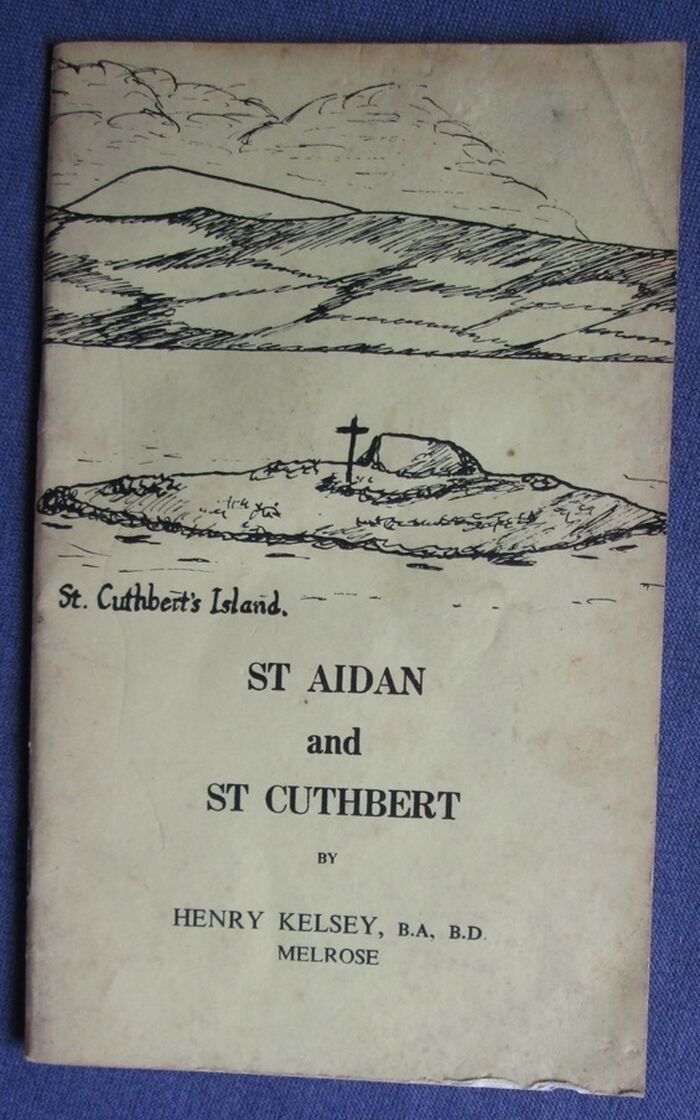 St. Cuthbert's Island.
ST AIDAN
and
ST CUTHBERT
BY
HENRY KELSEY, B.A, B.D.
MELROSE